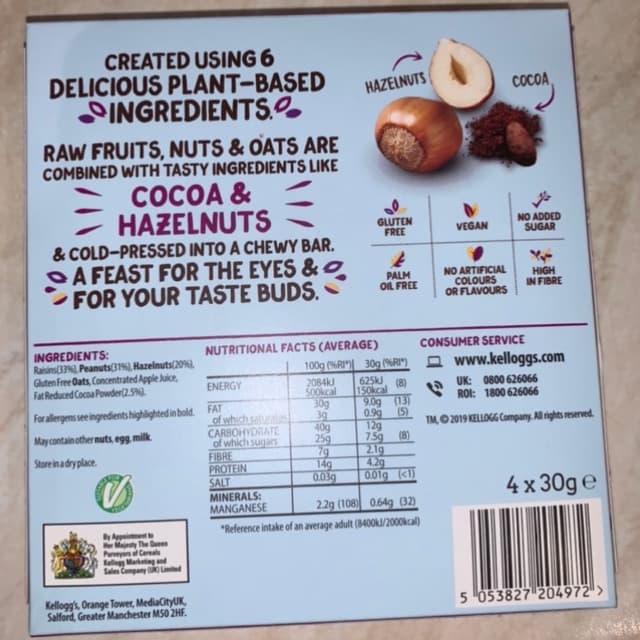 CREATED USING 6
DELICIOUS PLANT-BASED
INGREDIENTS.
RAW FRUITS, NUTS & OATS ARE
COMBINED WITH TASTY INGREDIENTS LIKE
COCOA &
HAZELNUTS
& COLD-PRESSED INTO A CHEWY BAR.
A FEAST FOR THE EYES &
FOR YOUR TASTE BUDS.
HAZELNUTS
COCOA
GLUTEN
FREE
VEGAN
NO ADDED
SUGAR
PALM
OIL FREE
NO ARTIFICIAL
COLOURS
OR FLAVOURS
HIGH
IN FIBRE
INGREDIENTS:
Raisins(33%), Peanuts(31%), Hazelnuts(20%),
Gluten Free Oats, Concentrated Apple Juice,
Fat Reduced Cocoa Powder(2.5%).
For allergens see ingredients highlighted in bold.
May contain other nuts, egg, milk.
Store in a dry place.
By Appointment to
Her Majesty The Queen
Purveyors of Cereals
Kellogg Marketing and
Sales Company (UK) Limited
Kellogg's, Orange Tower, MediaCityUK,
Salford, Greater Manchester M50 2HF.
NUTRITIONAL FACTS (AVERAGE)
100g (%RI*) 30g (%RI*)
ENERGY 2084kJ 625kJ (8)
500kcal 150kcal
FAT 30g 9.0g (13)
of which saturates 3g 0.9g (5)
CARBOHYDRATE 40g 12g
of which sugars 25g 7.5g (8)
FIBRE 7g 2.1g
PROTEIN 14g 4.2g
SALT 0.03g 0.01g (<1)
MINERALS:
MANGANESE 2.2g (108) 0.64g (32)
*Reference intake of an average adult (8400kJ/2000kcal)
CONSUMER SERVICE
www.kelloggs.com
UK: 0800 626066
ROI: 1800 626066
TM, © 2019 KELLOGG Company. All rights reserved.
4 x 30g e
5 053827 204972 >